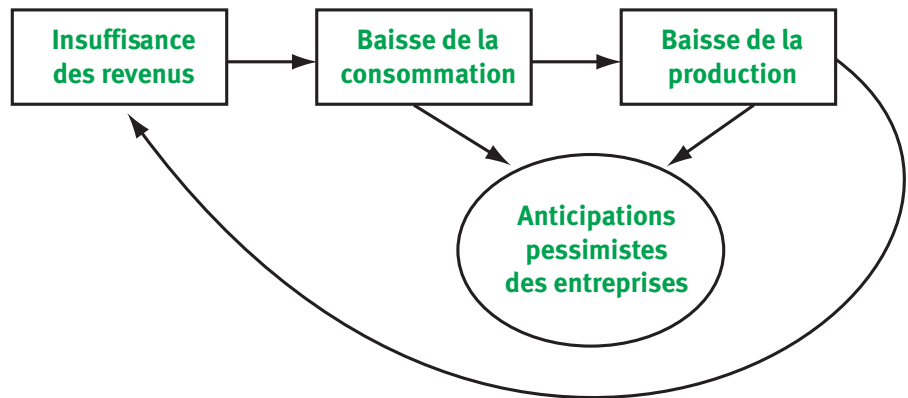 Insuffisance
des revenus
Baisse de la
consommation
Baisse de la
production
Anticipations
pessimistes
des entreprises